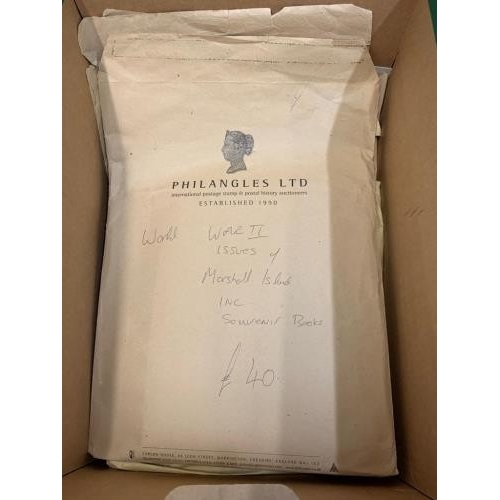 PHILANGLES LTD
international postage stamp & postal history auctioneers
ESTABLISHED 1990
World War II
ISSUES of
Marshall Island
INC.
Souvenir Books
£40